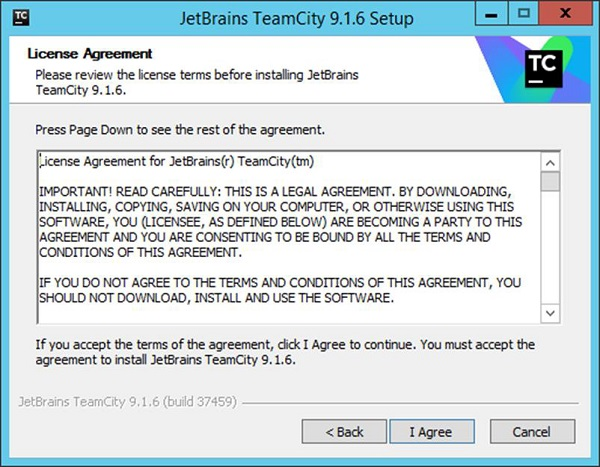 TC
JetBrains TeamCity 9.1.6 Setup
X
License Agreement
Please review the license terms before installing JetBrains
TeamCity 9.1.6.
TC
Press Page Down to see the rest of the agreement.
License Agreement for JetBrains(r) TeamCity(tm)
IMPORTANT! READ CAREFULLY: THIS IS A LEGAL AGREEMENT. BY DOWNLOADING,
INSTALLING, COPYING, SAVING ON YOUR COMPUTER, OR OTHERWISE USING THIS
SOFTWARE, YOU (LICENSEE, AS DEFINED BELOW) ARE BECOMING A PARTY TO THIS
AGREEMENT AND YOU ARE CONSENTING TO BE BOUND BY ALL THE TERMS AND
CONDITIONS OF THIS AGREEMENT.
IF YOU DO NOT AGREE TO THE TERMS AND CONDITIONS OF THIS AGREEMENT, YOU
SHOULD NOT DOWNLOAD, INSTALL AND USE THE SOFTWARE.
If you accept the terms of the agreement, click I Agree to continue. You must accept the
agreement to install JetBrains TeamCity 9.1.6.
JetBrains TeamCity 9.1.6 (build 37459)
< Back
I Agree
Cancel